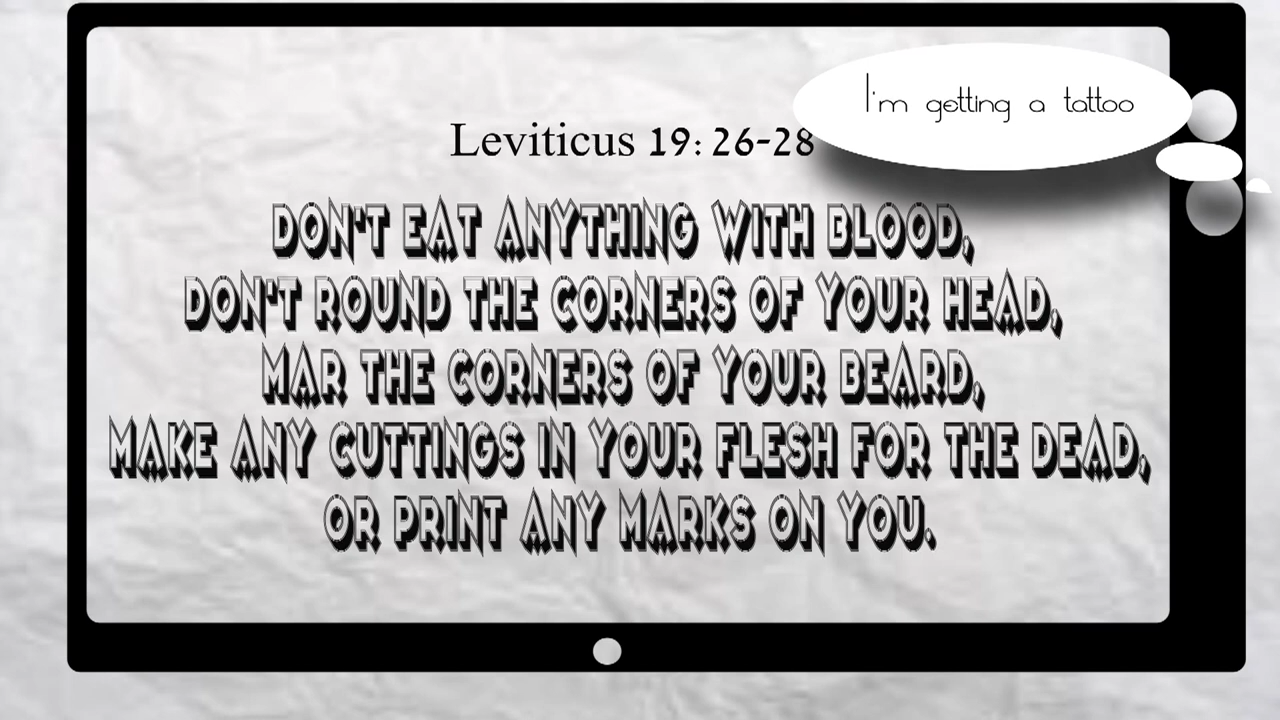 I'm getting a tattoo
Leviticus 19: 26-28
DON'T EAT ANYTHING WITH BLOOD,
DON'T ROUND THE CORNERS OF YOUR HEAD,
MAR THE CORNERS OF YOUR BEARD,
MAKE ANY CUTTINGS IN YOUR FLESH FOR THE DEAD,
OR PRINT ANY MARKS ON YOU.